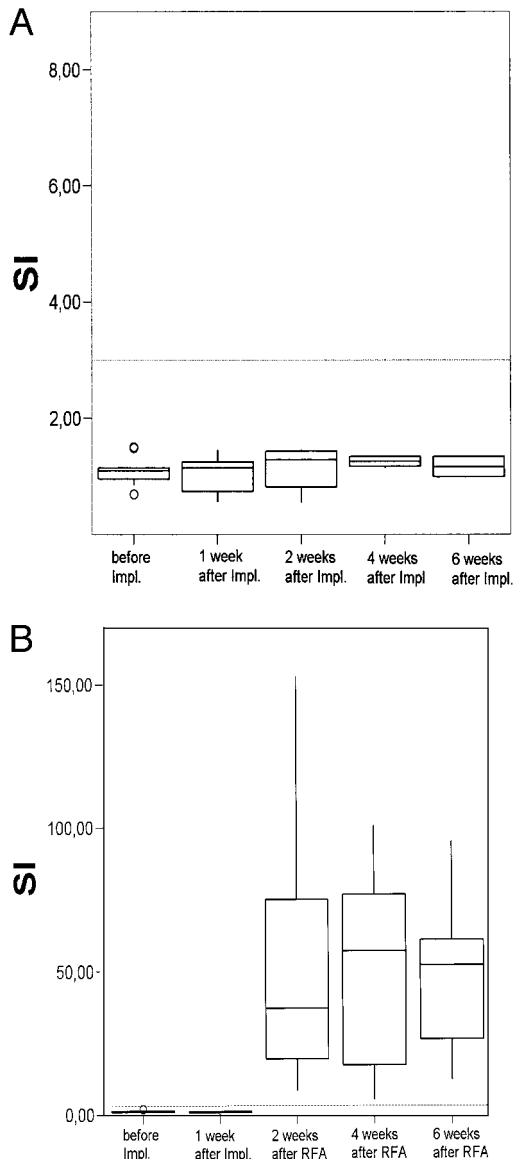 A
8,00
6,00
SI
4,00
2,00
before 1 week 2 weeks 4 weeks 6 weeks
impl. after Impl. after Impl. after Impl after Impl.
B
150,00
100,00
SI
50,00
0,00
before 1 week 2 weeks 4 weeks 6 weeks
Impl. after Impl. after RFA after RFA after RFA